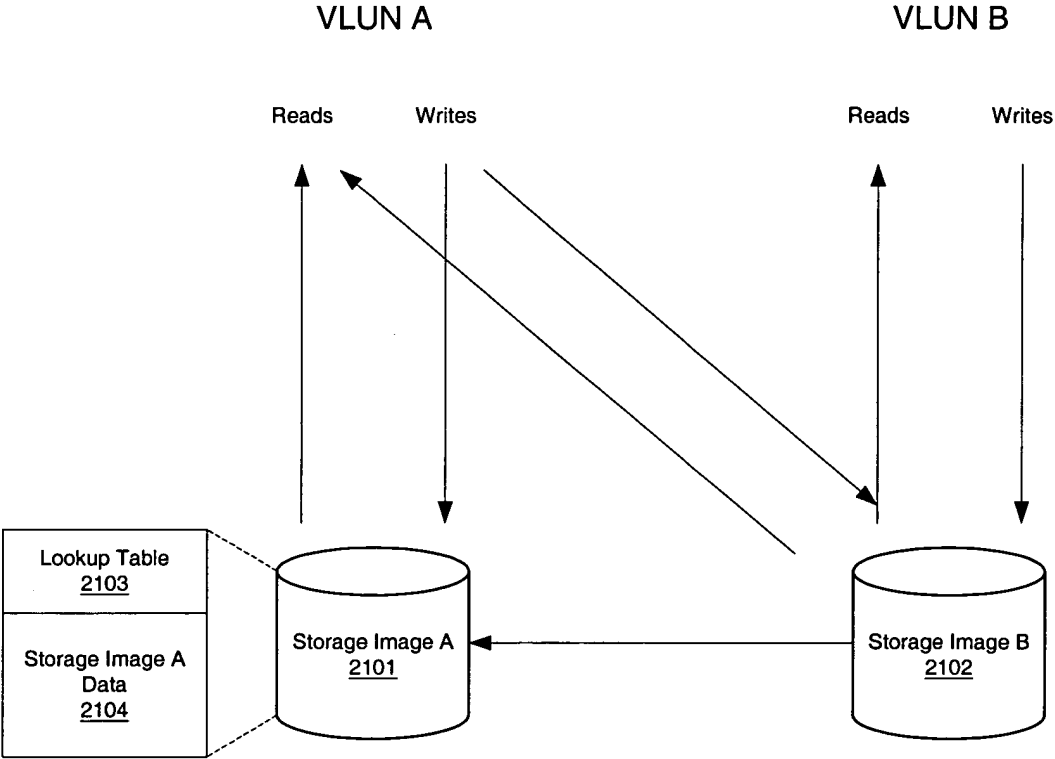 VLUN A
VLUN B
Reads
Writes
Reads
Writes
Lookup Table
2103
Storage Image A
Data
2104
Storage Image A
2101
Storage Image B
2102